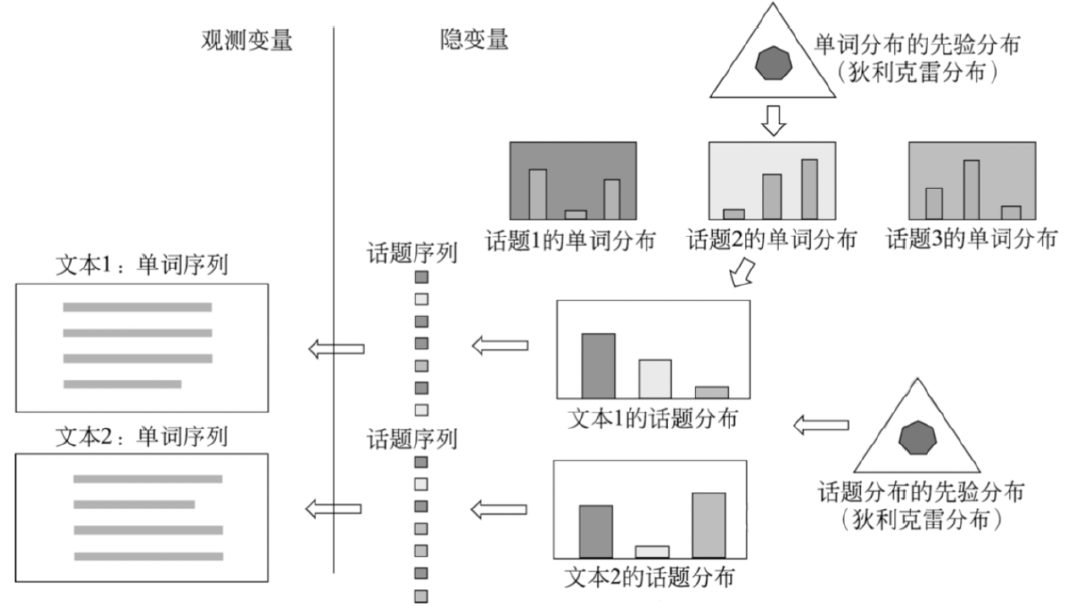 观测变量
隐变量
单词分布的先验分布
（狄利克雷分布）
话题1的单词分布
话题2的单词分布
话题3的单词分布
文本1：单词序列
话题序列
文本1的话题分布
文本2：单词序列
话题序列
话题分布的先验分布
（狄利克雷分布）
文本2的话题分布